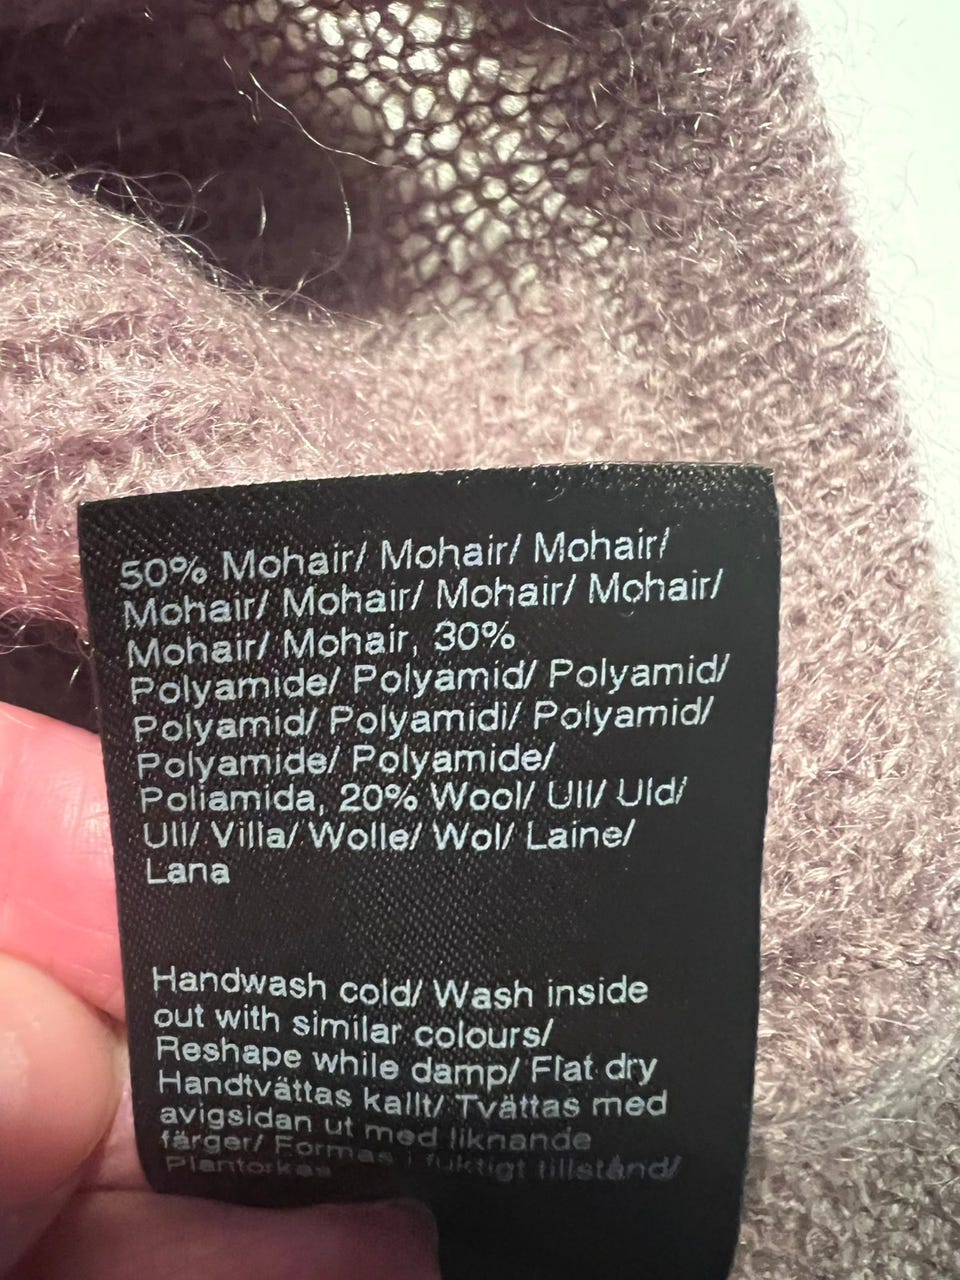 50% Mohair/ Mohair/ Mohair/
Mohair/ Mohair/ Mohair/ Mohair/
Mohair/ Mohair, 30%
Polyamide/ Polyamid/ Polyamid/
Polyamid/ Polyamidi/ Polyamid/
Polyamide/ Polyamide/
Poliamida, 20% Wool/ Ull/ Uld/
Ull/ Villa/ Wolle/ Wol/ Laine/
Lana
Handwash cold/ Wash inside
out with similar colours/
Reshape while damp/ Flat dry
Handtvättas kallt/ Tvättas med
avigsidan ut med liknande
färger/ Formas i fuktigt tillstånd/
Plantorkas